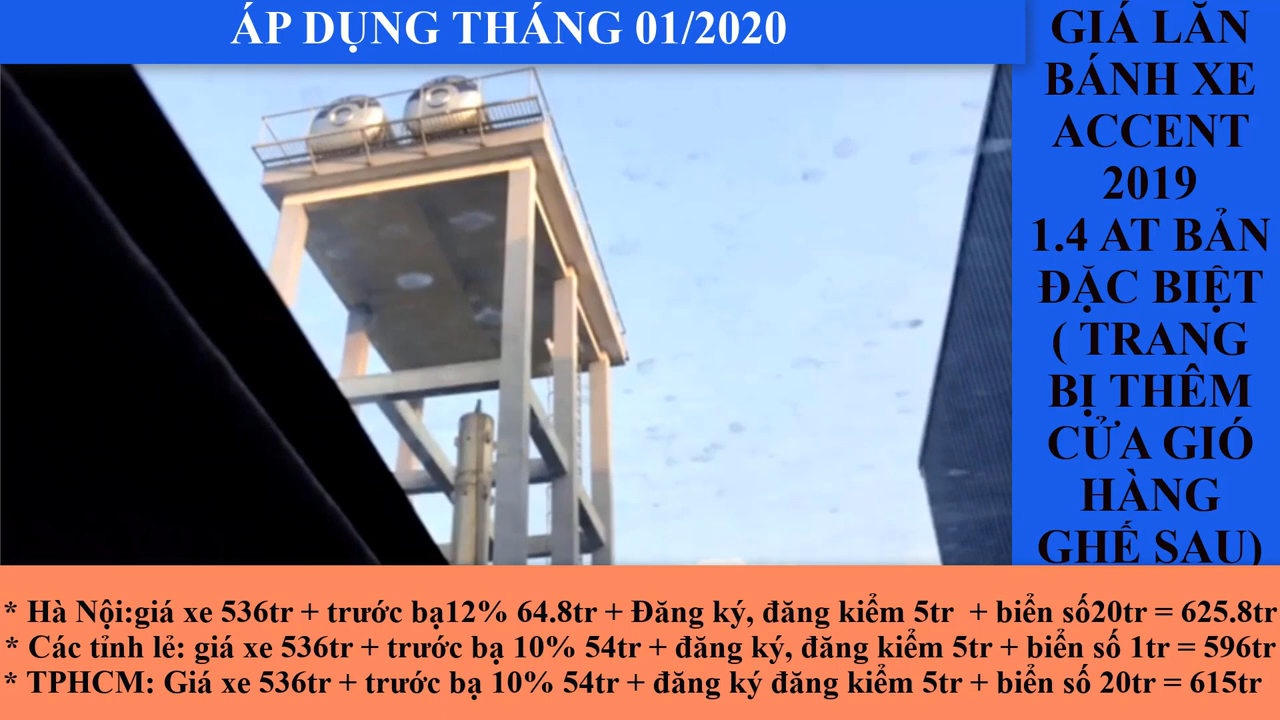 ÁP DỤNG THÁNG 01/2020
GIÁ LĂN
BÁNH XE
ACCENT
2019
1.4 AT BẢN
ĐẶC BIỆT
( TRANG
BỊ THÊM
CỬA GIÓ
HÀNG
GHẾ SAU)
* Hà Nội:giá xe 536tr + trước bạ12% 64.8tr + Đăng ký, đăng kiểm 5tr + biển số20tr = 625.8tr
* Các tỉnh lẻ: giá xe 536tr + trước bạ 10% 54tr + đăng ký, đăng kiểm 5tr + biển số 1tr = 596tr
* TPHCM: Giá xe 536tr + trước bạ 10% 54tr + đăng ký đăng kiểm 5tr + biển số 20tr = 615tr